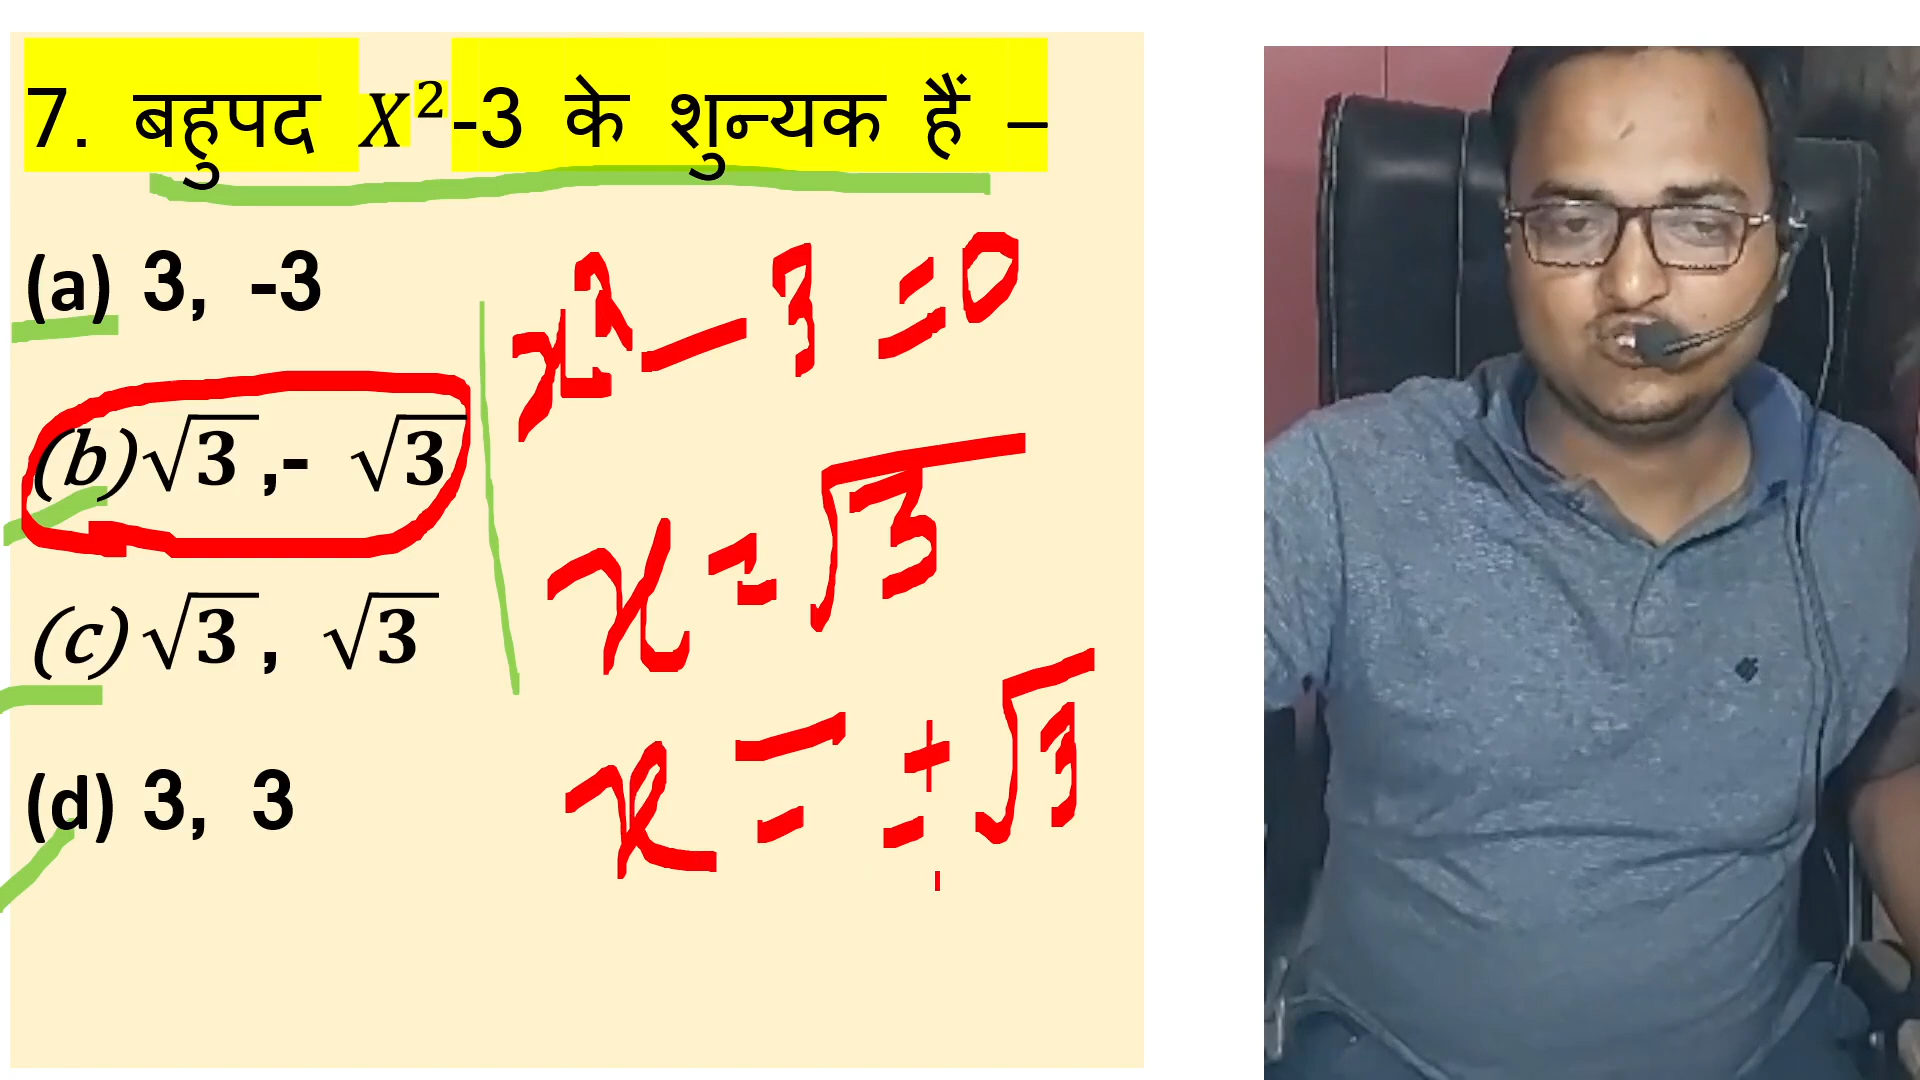 7. बहुपद X²-3 के शुन्यक हैं –
(a) 3, -3
(b) √3 ,- √3
(c) √3 , √3
(d) 3, 3
x² – 3 = 0
x = √3
x = ±√3